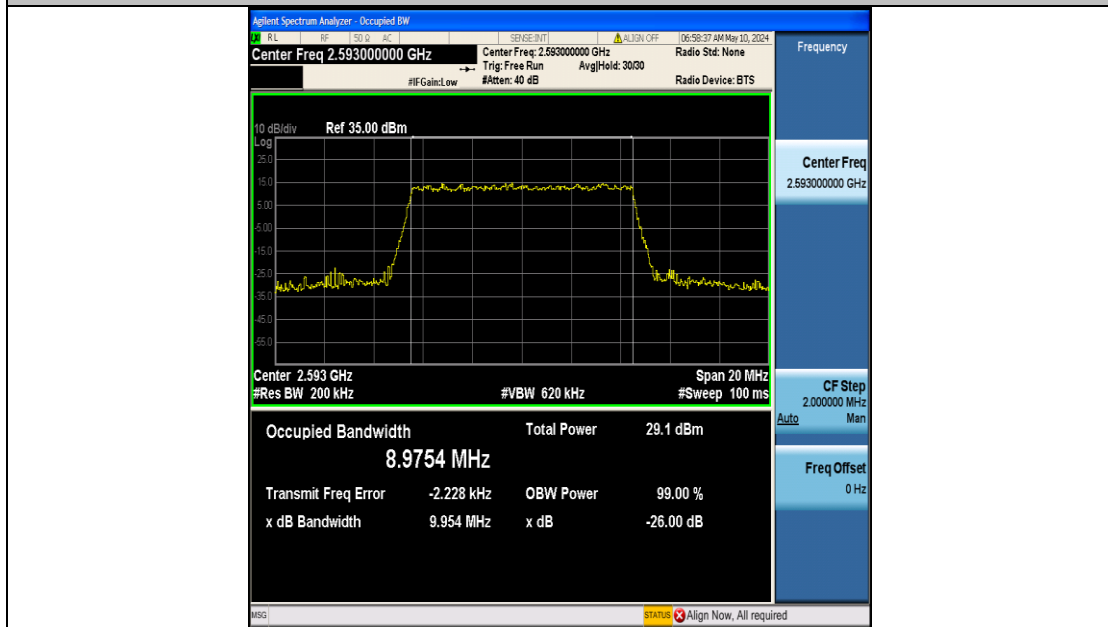 Agilent Spectrum Analyzer - Occupied BW
RL RF 50 Ω AC SENSE:INT ALIGN OFF 06:58:37 AM May 10, 2024
Center Freq 2.593000000 GHz
Center Freq: 2.593000000 GHz Radio Std: None
Trig: Free Run Avg|Hold: 30/30
#IFGain:Low #Atten: 40 dB Radio Device: BTS
Frequency
10 dB/div Ref 35.00 dBm
Log
25.0
15.0
5.00
-5.00
-15.0
-25.0
-35.0
-45.0
-55.0
Center 2.593 GHz Span 20 MHz
#Res BW 200 kHz #VBW 620 kHz #Sweep 100 ms
Occupied Bandwidth Total Power 29.1 dBm
8.9754 MHz
Transmit Freq Error -2.228 kHz OBW Power 99.00 %
x dB Bandwidth 9.954 MHz x dB -26.00 dB
Center Freq
2.593000000 GHz
CF Step
2.000000 MHz
Auto Man
Freq Offset
0 Hz
MSG STATUS Align Now, All required